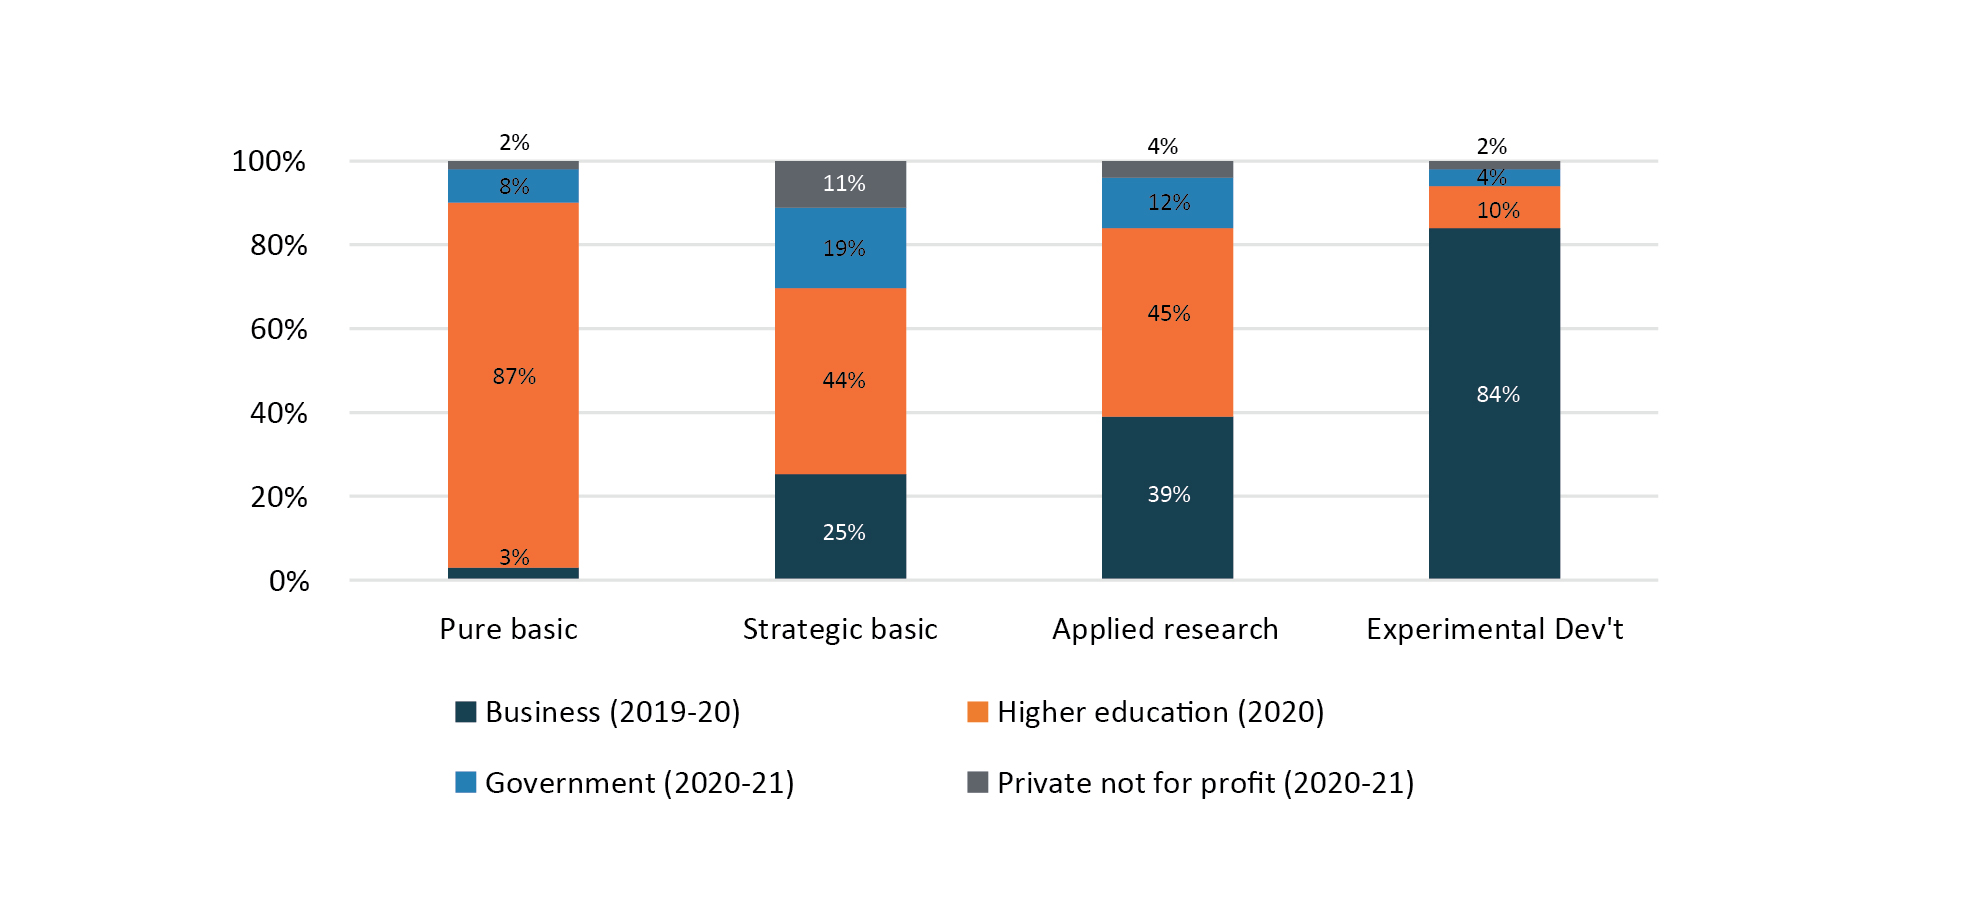 2%
4%
2%
100%
8%
11%
12%
4%
10%
80%
19%
60%
45%
40%
87%
44%
84%
20%
39%
25%
3%
0%
Pure basic
Strategic basic
Applied research
Experimental Dev't
Business (2019-20)
Higher education (2020)
Government (2020-21)
Private not for profit (2020-21)